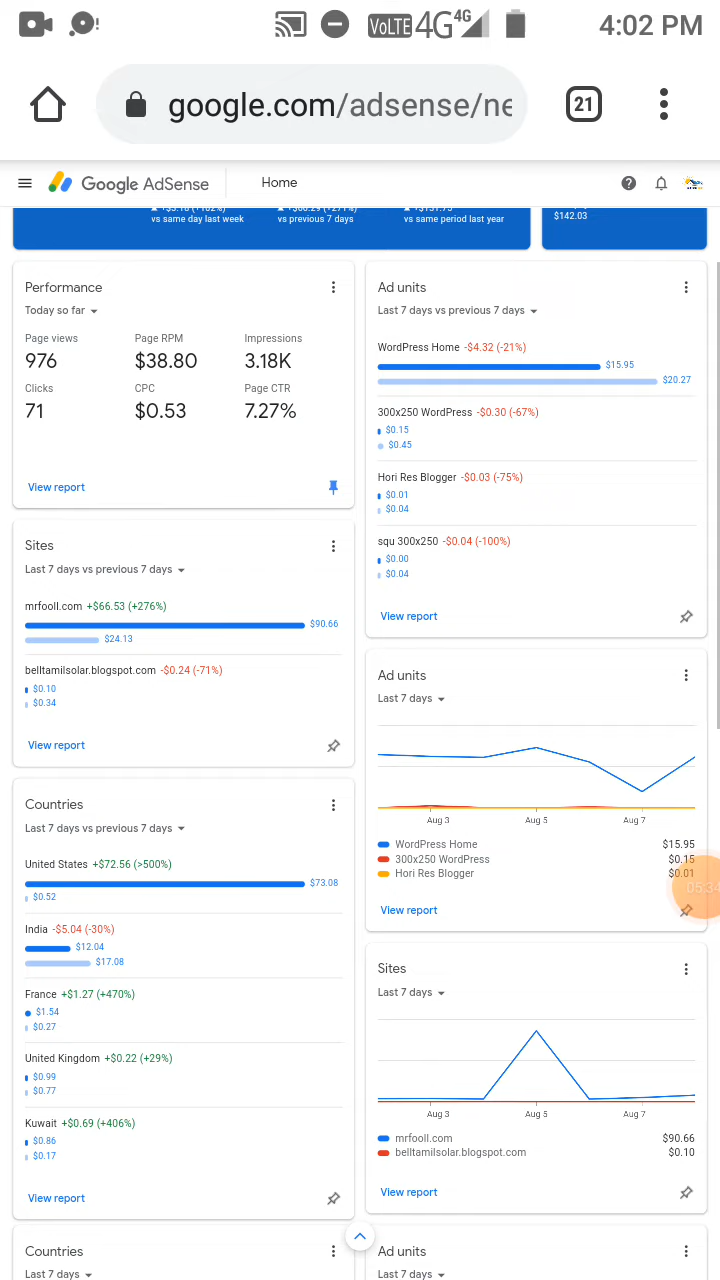 VoLTE 4G 4G 4:02 PM
google.com/adsense/ne
21
Google AdSense Home
vs same day last week vs previous 7 days vs same period last year
$142.03
Performance
Today so far
Page views Page RPM Impressions
976 $38.80 3.18K
Clicks CPC Page CTR
71 $0.53 7.27%
View report
Sites
Last 7 days vs previous 7 days
mrfooll.com +$66.53 (+276%)
$90.66
$24.13
belltamilsolar.blogspot.com -$0.24 (-71%)
$0.10
$0.34
View report
Countries
Last 7 days vs previous 7 days
United States +$72.56 (>500%)
$73.08
$0.52
India -$5.04 (-30%)
$12.04
$17.08
France +$1.27 (+470%)
$1.54
$0.27
United Kingdom +$0.22 (+29%)
$0.99
$0.77
Kuwait +$0.69 (+406%)
$0.86
$0.17
View report
Countries
Last 7 days
Ad units
Last 7 days vs previous 7 days
WordPress Home -$4.32 (-21%)
$15.95
$20.27
300x250 WordPress -$0.30 (-67%)
$0.15
$0.45
Hori Res Blogger -$0.03 (-75%)
$0.01
$0.04
squ 300x250 -$0.04 (-100%)
$0.00
$0.04
View report
Ad units
Last 7 days
Aug 3 Aug 5 Aug 7
WordPress Home $15.95
300x250 WordPress $0.15
Hori Res Blogger $0.01
05:34
View report
Sites
Last 7 days
Aug 3 Aug 5 Aug 7
mrfooll.com $90.66
belltamilsolar.blogspot.com $0.10
View report
Ad units
Last 7 days